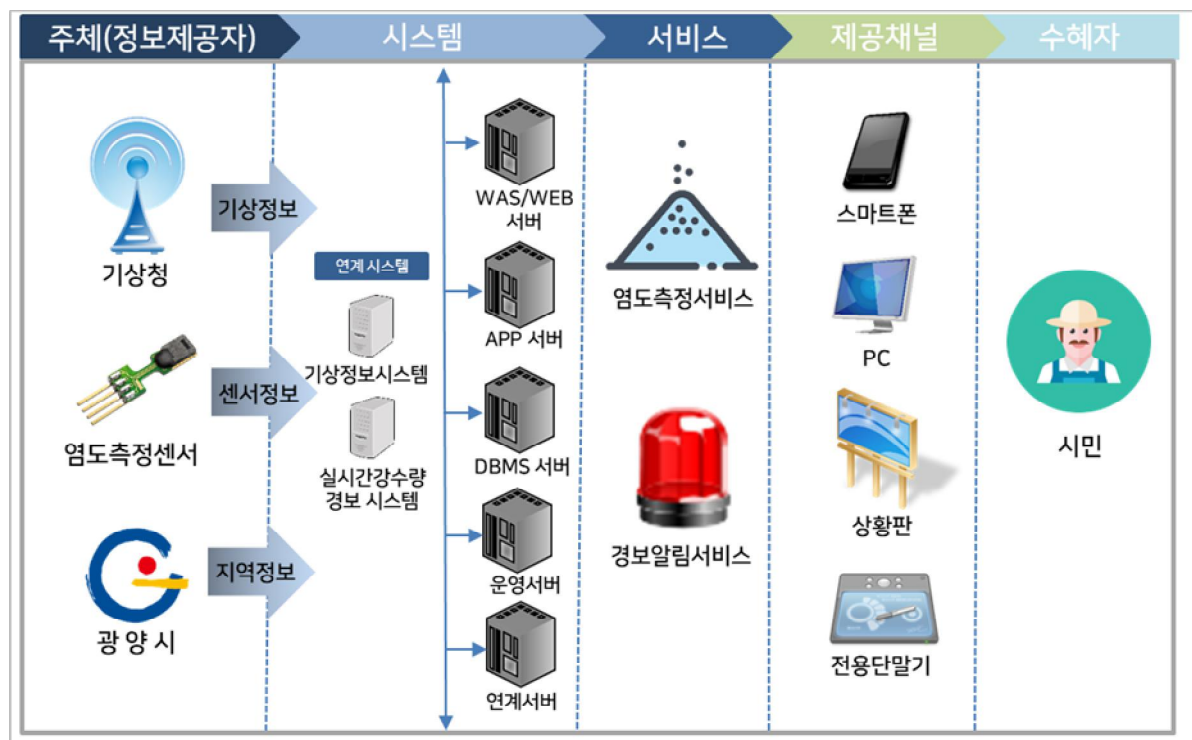 주체(정보제공자)
시스템
서비스
제공채널
수혜자
기상청
기상정보
염도측정센서
센서정보
광 양 시
지역정보
연계 시스템
기상정보시스템
실시간강수량
경보 시스템
WAS/WEB
서버
APP 서버
DBMS 서버
운영서버
연계서버
염도측정서비스
경보알림서비스
스마트폰
PC
상황판
전용단말기
시민